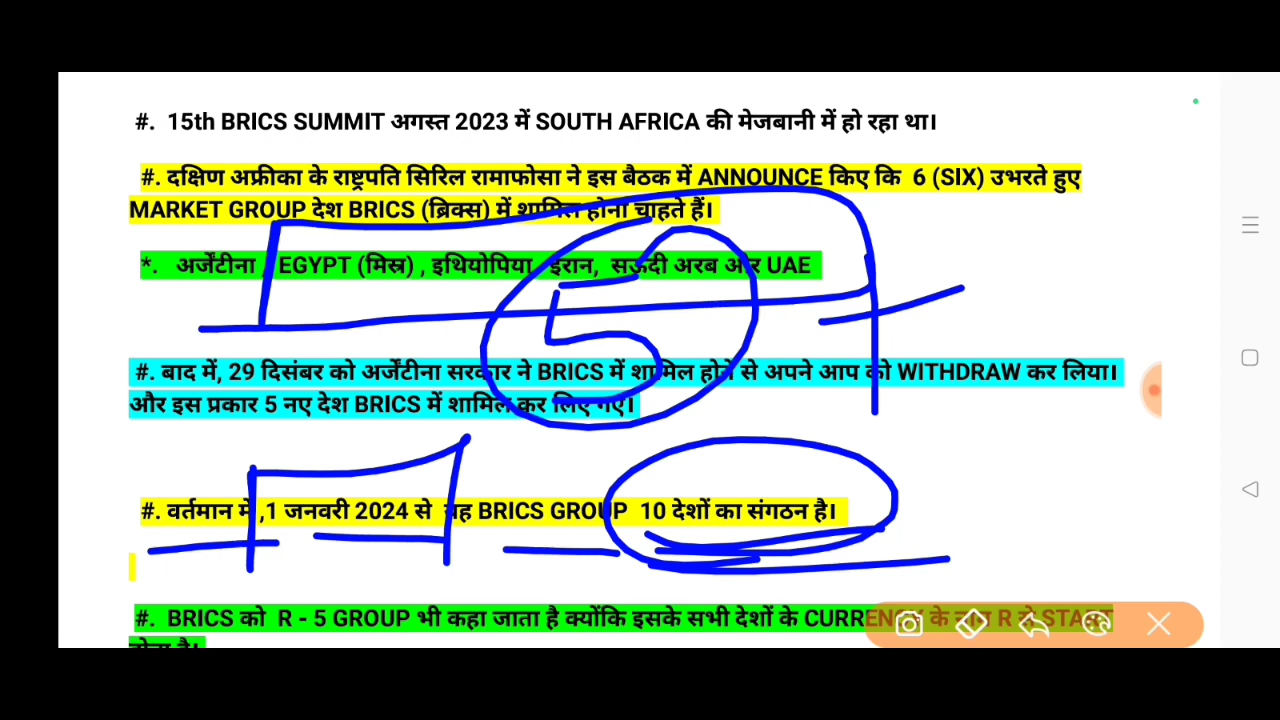 #. 15th BRICS SUMMIT अगस्त 2023 में SOUTH AFRICA की मेजबानी में हो रहा था।
#. दक्षिण अफ्रीका के राष्ट्रपति सिरिल रामाफोसा ने इस बैठक में ANNOUNCE किए कि 6 (SIX) उभरते हुए
MARKET GROUP देश BRICS (ब्रिक्स) में शामिल होना चाहते हैं।
*. अर्जेंटीना , EGYPT (मिस्र) , इथियोपिया, ईरान, सऊदी अरब और UAE
5
#. बाद में, 29 दिसंबर को अर्जेंटीना सरकार ने BRICS में शामिल होने से अपने आप को WITHDRAW कर लिया।
और इस प्रकार 5 नए देश BRICS में शामिल कर लिए गए।
#. वर्तमान में ,1 जनवरी 2024 से यह BRICS GROUP 10 देशों का संगठन है।
#. BRICS को R - 5 GROUP भी कहा जाता है क्योंकि इसके सभी देशों के CURRENCY के नाम R से START
होता है।